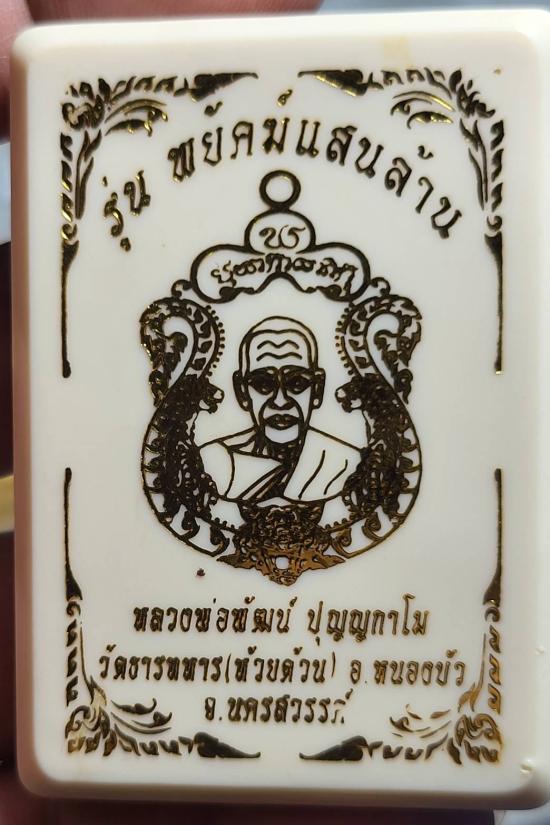 รุ่น พยัคฆ์แสนล้าน
หลวงพ่อพัฒน์ ปุญญกาโม
วัดธารทหาร(ห้วยด้วน) อ.หนองบัว
จ.นครสวรรค์